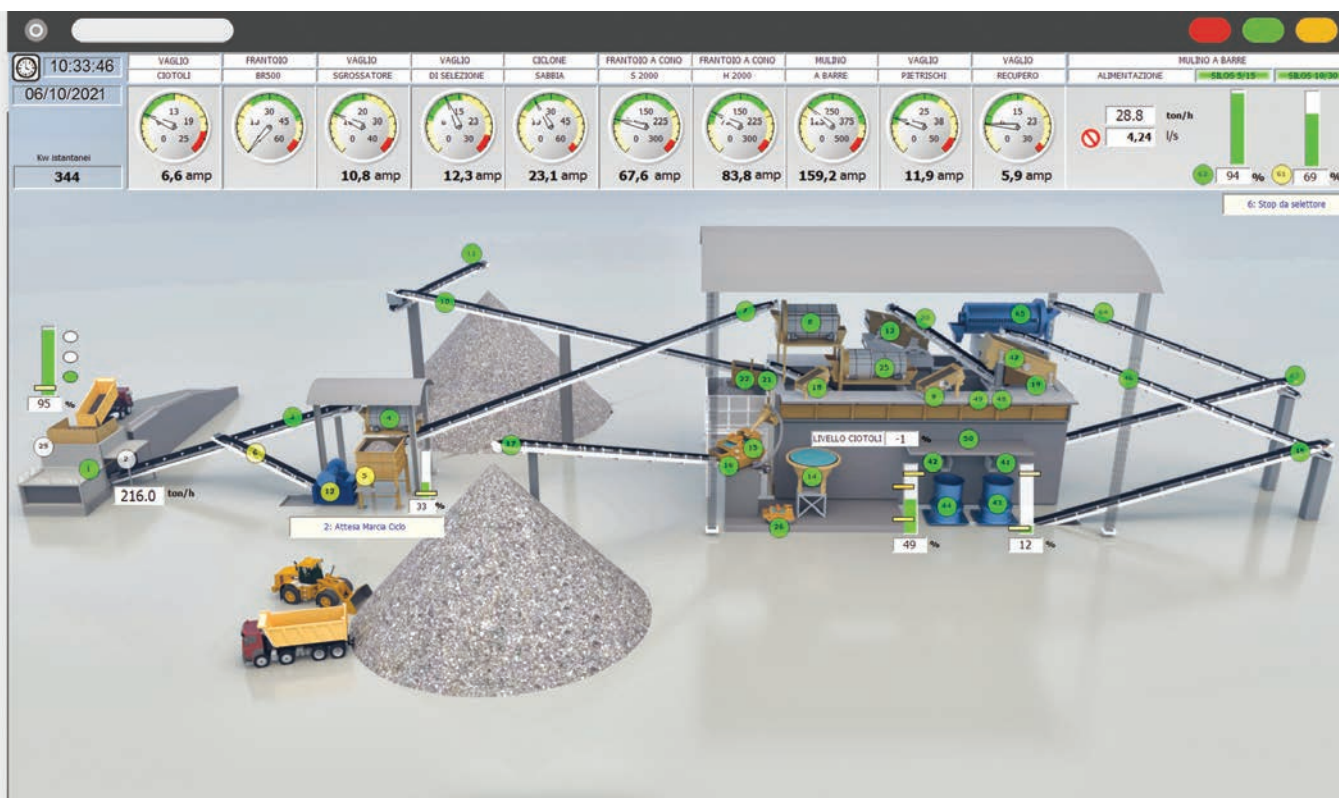 10:33:46
06/10/2021
Kw istantanei
344
VAGLIO
CIOTOLI
6,6 amp
FRANTOIO
BR500
VAGLIO
SGROSSATORE
10,8 amp
VAGLIO
DI SELEZIONE
12,3 amp
CICLONE
SABBIA
23,1 amp
FRANTOIO A CONO
S 2000
67,6 amp
FRANTOIO A CONO
H 2000
83,8 amp
MULINO
A BARRE
159,2 amp
VAGLIO
PIETRISCHI
11,9 amp
VAGLIO
RECUPERO
5,9 amp
MULINO A BARRE
ALIMENTAZIONE
SILOS 5/15
28.8 ton/h
4,24 l/s
94 %
69 %
6: Stop da selettore
95 %
216.0 ton/h
2: Attesa Marcia Ciclo
33 %
LIVELLO CIOTOLI -1 %
49 %
12 %